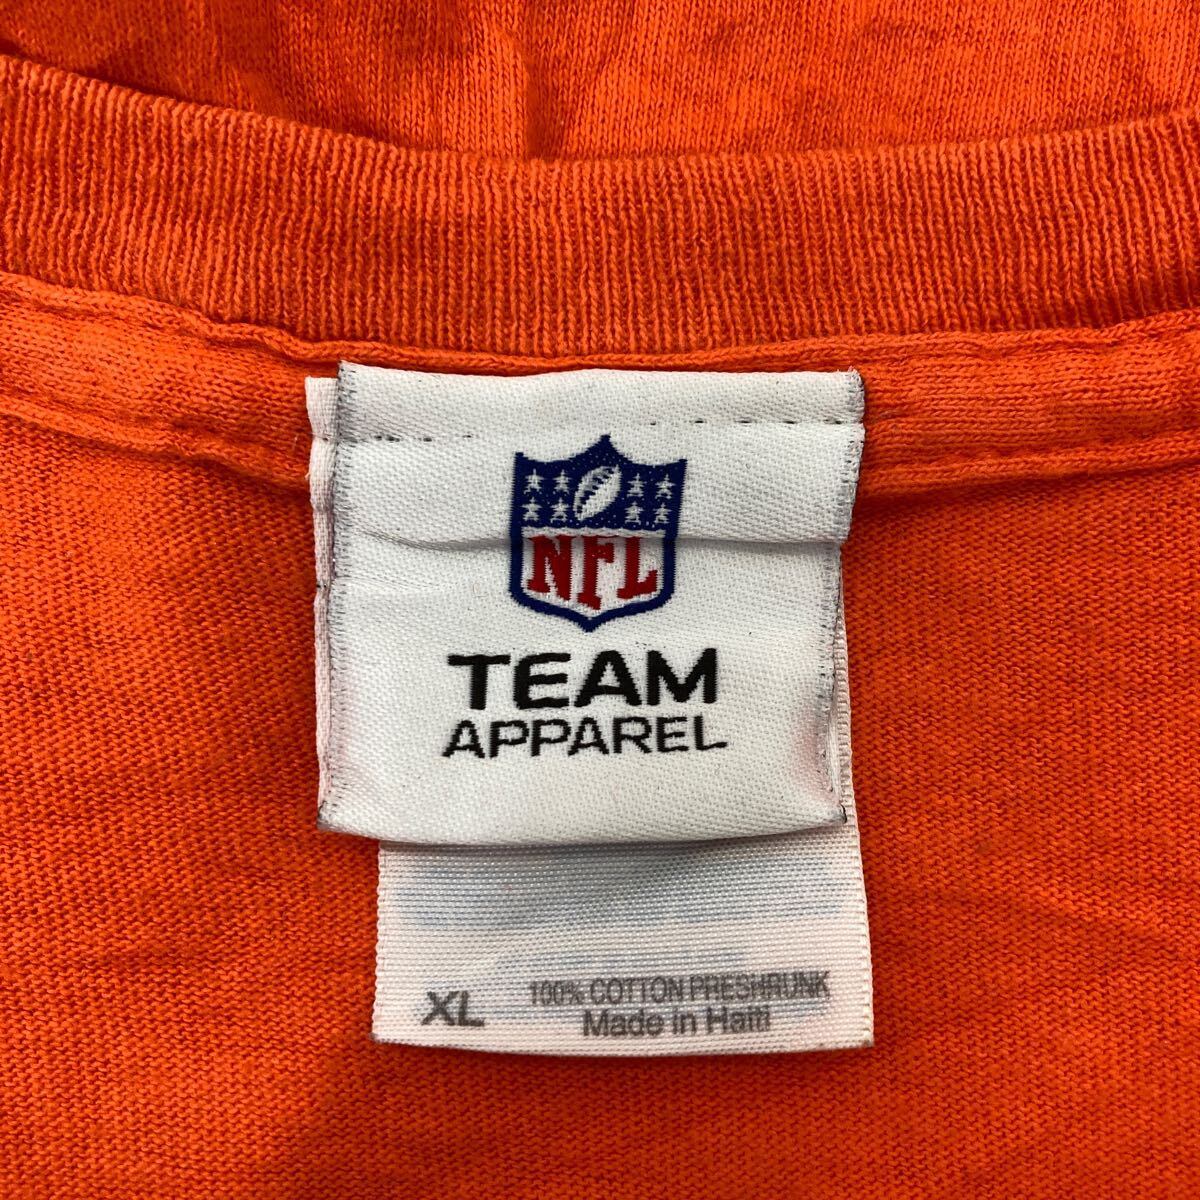 NFL
TEAM
APPAREL
XL
100% COTTON PRESHRUNK
Made in Haiti